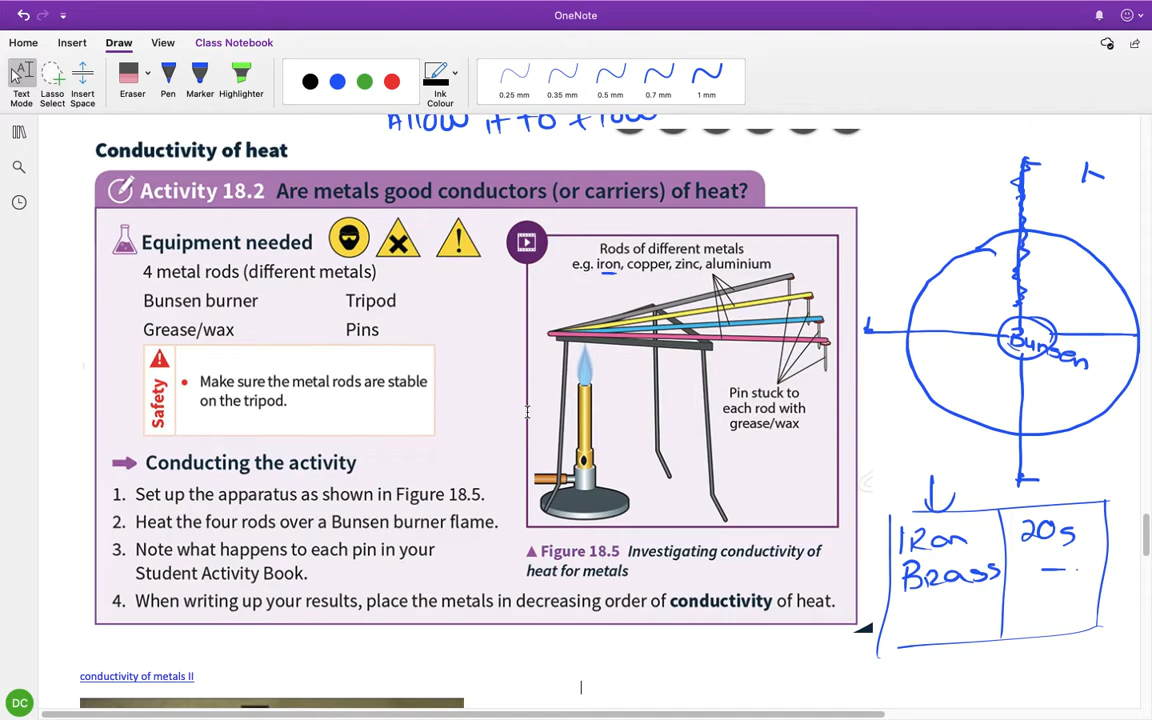 OneNote
Home Insert Draw View Class Notebook
Text Mode
Lasso Select
Insert Space
Eraser
Pen
Marker
Highlighter
Ink Colour
0.25 mm
0.35 mm
0.5 mm
0.7 mm
1 mm
Allow it to
Conductivity of heat
Activity 18.2 Are metals good conductors (or carriers) of heat?
Equipment needed
4 metal rods (different metals)
Bunsen burner Tripod
Grease/wax Pins
Safety
• Make sure the metal rods are stable
on the tripod.
Rods of different metals
e.g. iron, copper, zinc, aluminium
Pin stuck to
each rod with
grease/wax
Conducting the activity
1. Set up the apparatus as shown in Figure 18.5.
2. Heat the four rods over a Bunsen burner flame.
3. Note what happens to each pin in your
Student Activity Book.
4. When writing up your results, place the metals in decreasing order of conductivity of heat.
▲ Figure 18.5 Investigating conductivity of
heat for metals
Bunsen
Iron 20s
Brass —
conductivity of metals II
DC